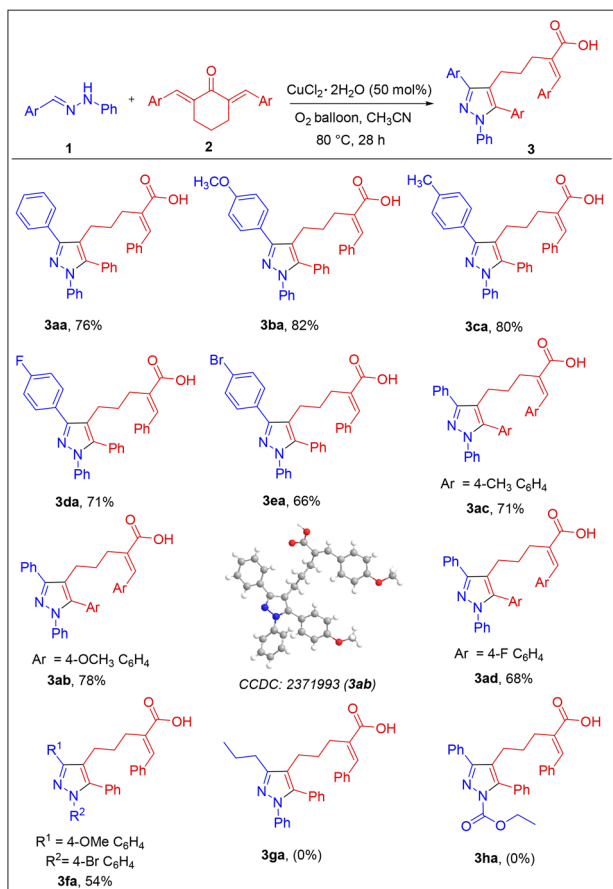 Ar N N H Ph
1
+
O Ar Ar
2
CuCl2·2H2O (50 mol%)
O2 balloon, CH3CN
80 °C, 28 h
Ar O OH Ar N N Ar Ph
3
O OH Ph N N Ph Ph
3aa, 76%
H3CO O OH Ph N N Ph Ph
3ba, 82%
H3C O OH Ph N N Ph Ph
3ca, 80%
F O OH Ph N N Ph Ph
3da, 71%
Br O OH Ph N N Ph Ph
3ea, 66%
Ph O OH Ar N N Ar Ph
Ar = 4-CH3 C6H4
3ac, 71%
Ph O OH Ar N N Ar Ph
Ar = 4-OCH3 C6H4
3ab, 78%
CCDC: 2371993 (3ab)
Ph O OH Ar N N Ar Ph
Ar = 4-F C6H4
3ad, 68%
R1 O OH Ph N N Ph R2
R1 = 4-OMe C6H4
R2= 4-Br C6H4
3fa, 54%
O OH Ph N N Ph Ph
3ga, (0%)
Ph O OH Ph N N Ph O O
3ha, (0%)